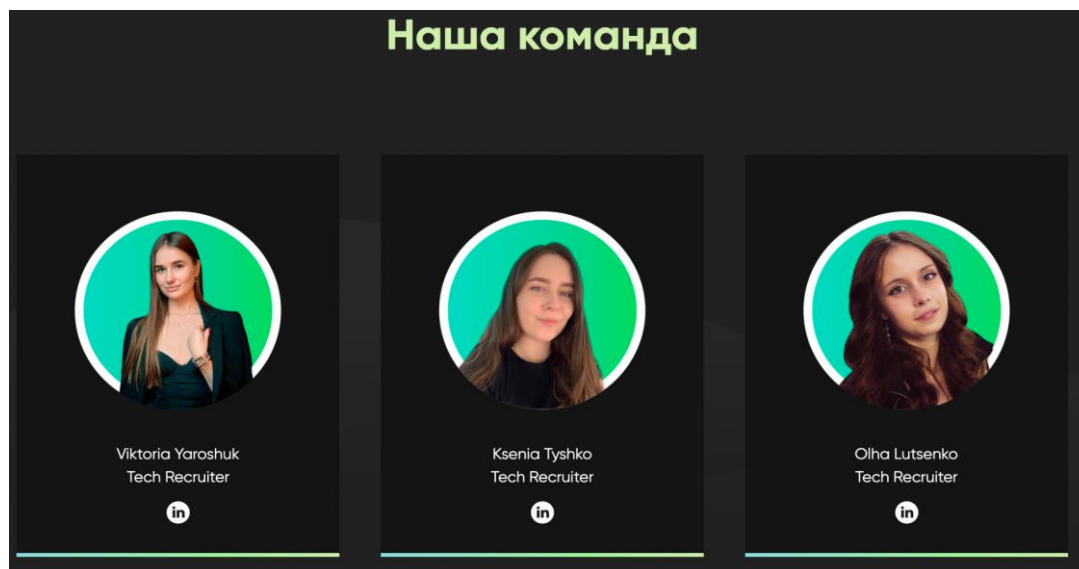 Наша команда
Viktoria Yaroshuk
Tech Recruiter
in
Ksenia Tyshko
Tech Recruiter
in
Olha Lutsenko
Tech Recruiter
in